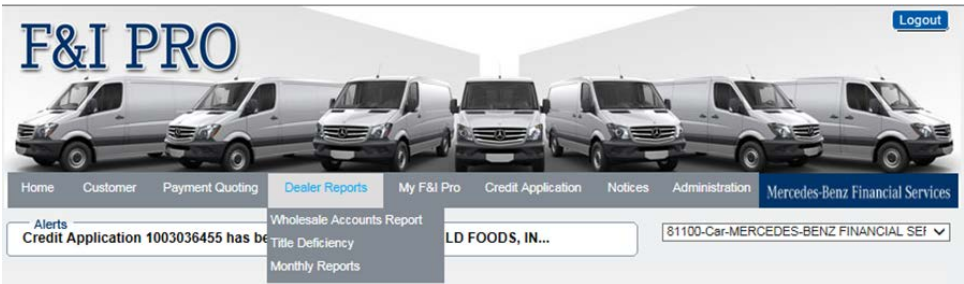 Logout
F&I PRO
Home Customer Payment Quoting Dealer Reports My F&I Pro Credit Application Notices Administration Mercedes-Benz Financial Services
Alerts
Credit Application 1003036455 has be LD FOODS, IN...
81100-Car-MERCEDES-BENZ FINANCIAL SEF
Wholesale Accounts Report
Title Deficiency
Monthly Reports